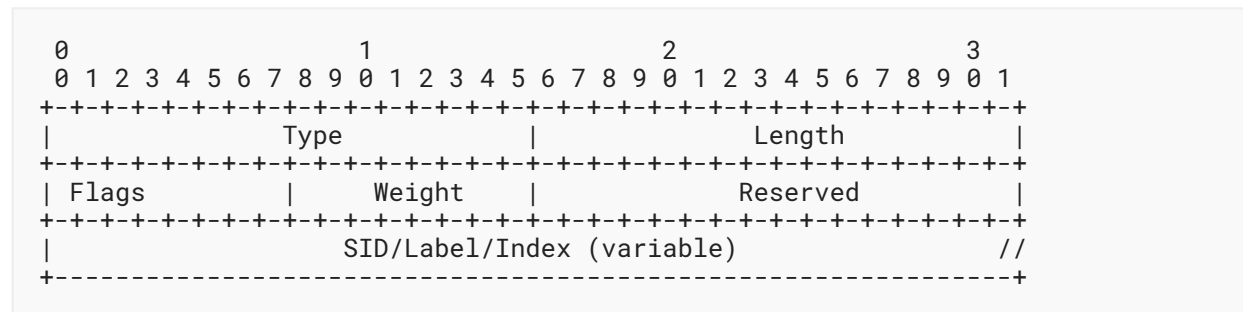 0                   1                   2                   3
 0 1 2 3 4 5 6 7 8 9 0 1 2 3 4 5 6 7 8 9 0 1 2 3 4 5 6 7 8 9 0 1
+-+-+-+-+-+-+-+-+-+-+-+-+-+-+-+-+-+-+-+-+-+-+-+-+-+-+-+-+-+-+-+-+
|               Type            |              Length           |
+-+-+-+-+-+-+-+-+-+-+-+-+-+-+-+-+-+-+-+-+-+-+-+-+-+-+-+-+-+-+-+-+
| Flags         |     Weight    |             Reserved          |
+-+-+-+-+-+-+-+-+-+-+-+-+-+-+-+-+-+-+-+-+-+-+-+-+-+-+-+-+-+-+-+-+
|                   SID/Label/Index (variable)                 //
+---------------------------------------------------------------+